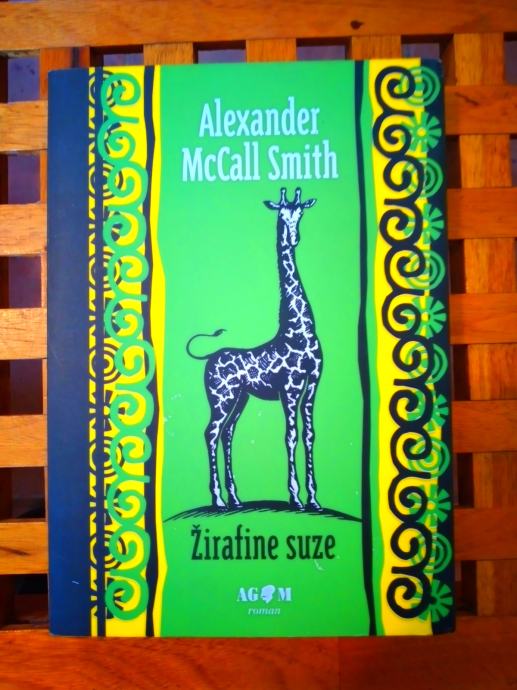 Alexander
McCall Smith
Žirafine suze
AGM
roman